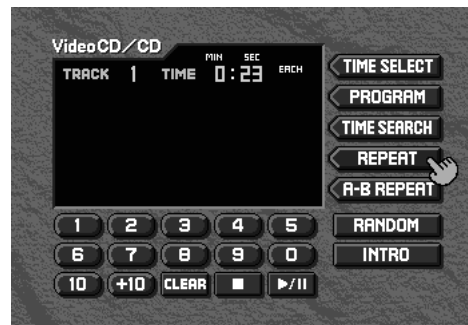 VideoCD/CD
MIN SEC
TRACK 1 TIME 0:23 EACH
TIME SELECT
PROGRAM
TIME SEARCH
REPEAT
A-B REPEAT
1 2 3 4 5 RANDOM
6 7 8 9 0 INTRO
10 +10 CLEAR ■ ▶/II